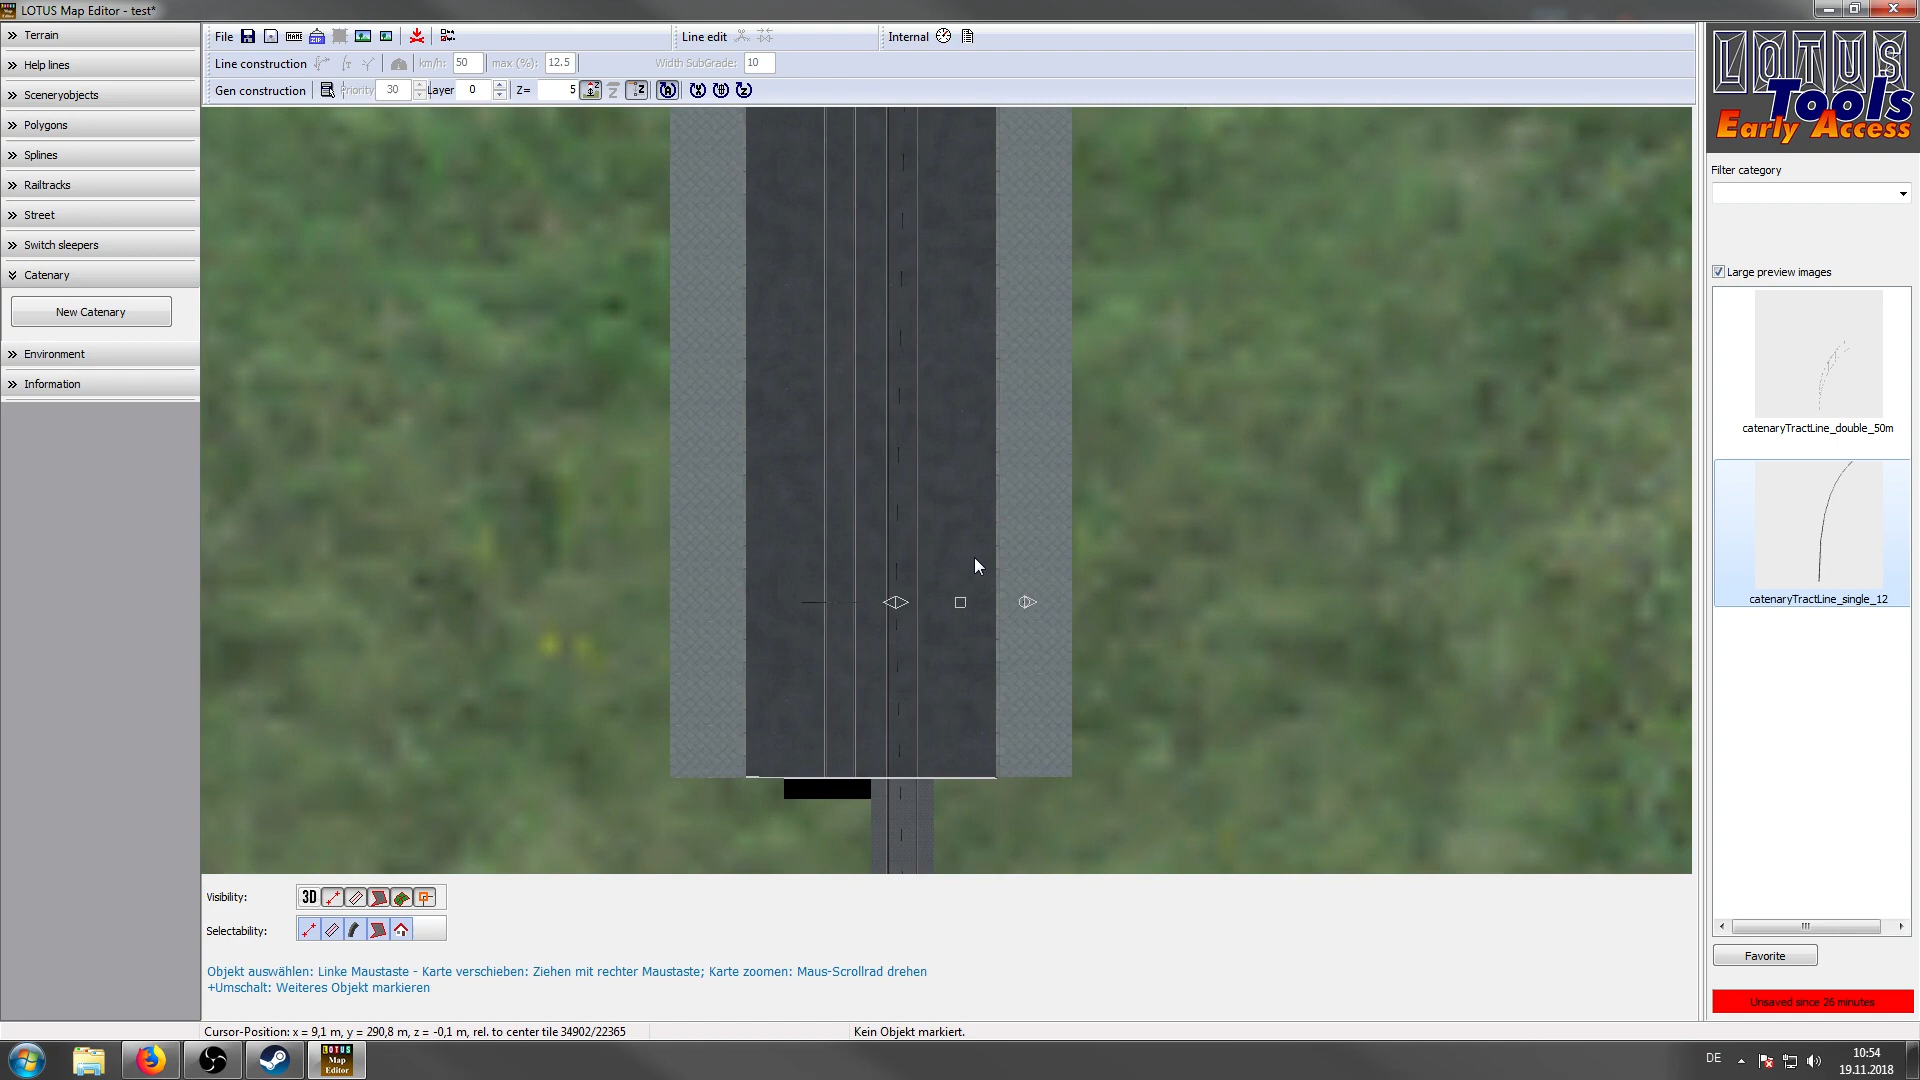 LOTUS Map Editor - test*
Terrain
Help lines
Sceneryobjects
Polygons
Splines
Railtracks
Street
Switch sleepers
Catenary
New Catenary
Environment
Information
File
NAME
ZIP
Line edit
Internal
Line construction
km/h:
50
max (%):
12.5
Width SubGrade:
10
Gen construction
Priority
30
Layer
0
Z=
5
LOTUS
Tools
Early Access
Filter category
Large preview images
catenaryTractLine_double_50m
catenaryTractLine_single_12
Favorite
Unsaved since 26 minutes
Visibility:
3D
Selectability:
Objekt auswählen: Linke Maustaste - Karte verschieben: Ziehen mit rechter Maustaste; Karte zoomen: Maus-Scrollrad drehen
+Umschalt: Weiteres Objekt markieren
Cursor-Position: x = 9,1 m, y = 290,8 m, z = -0,1 m, rel. to center tile 34902/22365
Kein Objekt markiert.
LOTUS
Map
Editor
DE
10:54
19.11.2018